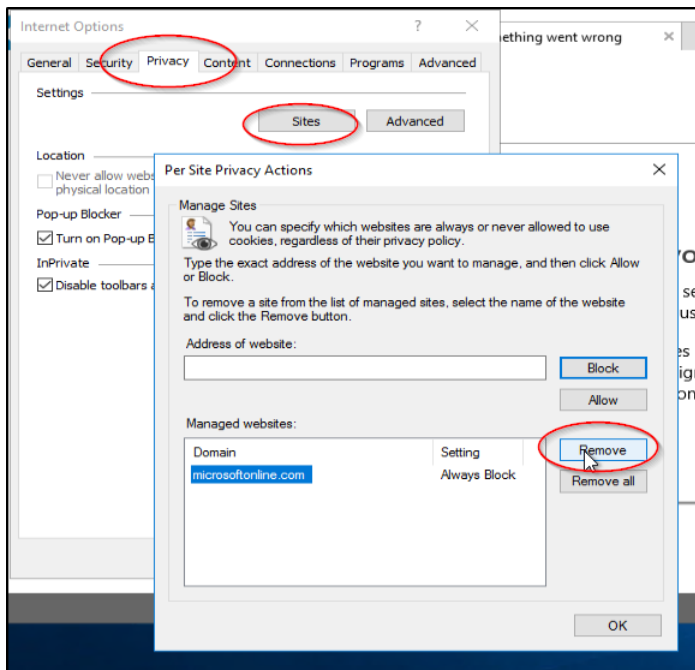 Internet Options
?
ething went wrong
General Security Privacy Content Connections Programs Advanced
Settings
Sites Advanced
Location
Never allow webs
physical location
Pop-up Blocker
Turn on Pop-up B
InPrivate
Disable toolbars a
Per Site Privacy Actions
Manage Sites
You can specify which websites are always or never allowed to use
cookies, regardless of their privacy policy.
Type the exact address of the website you want to manage, and then click Allow
or Block.
To remove a site from the list of managed sites, select the name of the website
and click the Remove button.
Address of website:
Block
Allow
Managed websites:
Domain Setting
Remove
microsoftonline.com Always Block
Remove all
OK